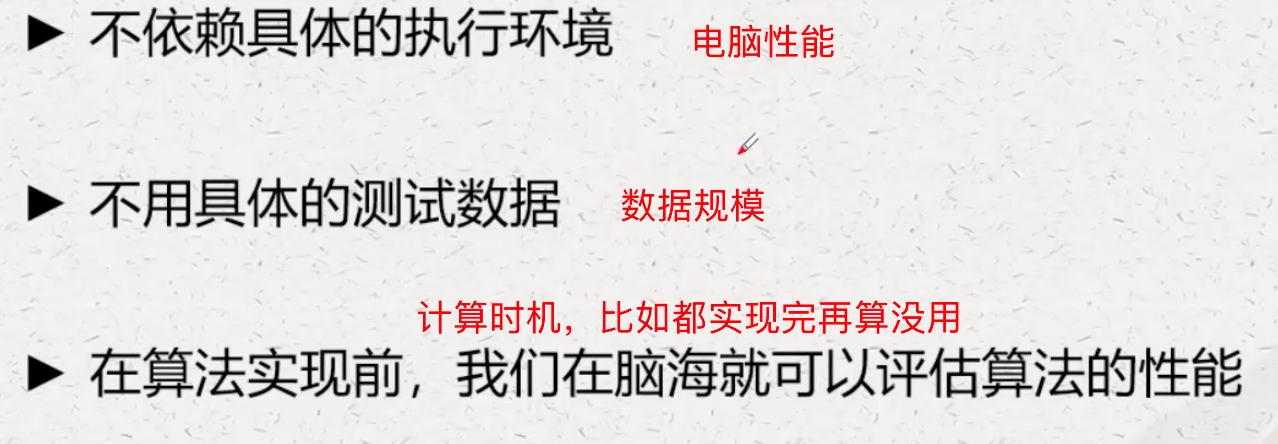 ▶ 不依赖具体的执行环境 电脑性能
▶ 不用具体的测试数据 数据规模
计算时机，比如都实现完再算没用
▶ 在算法实现前，我们在脑海就可以评估算法的性能